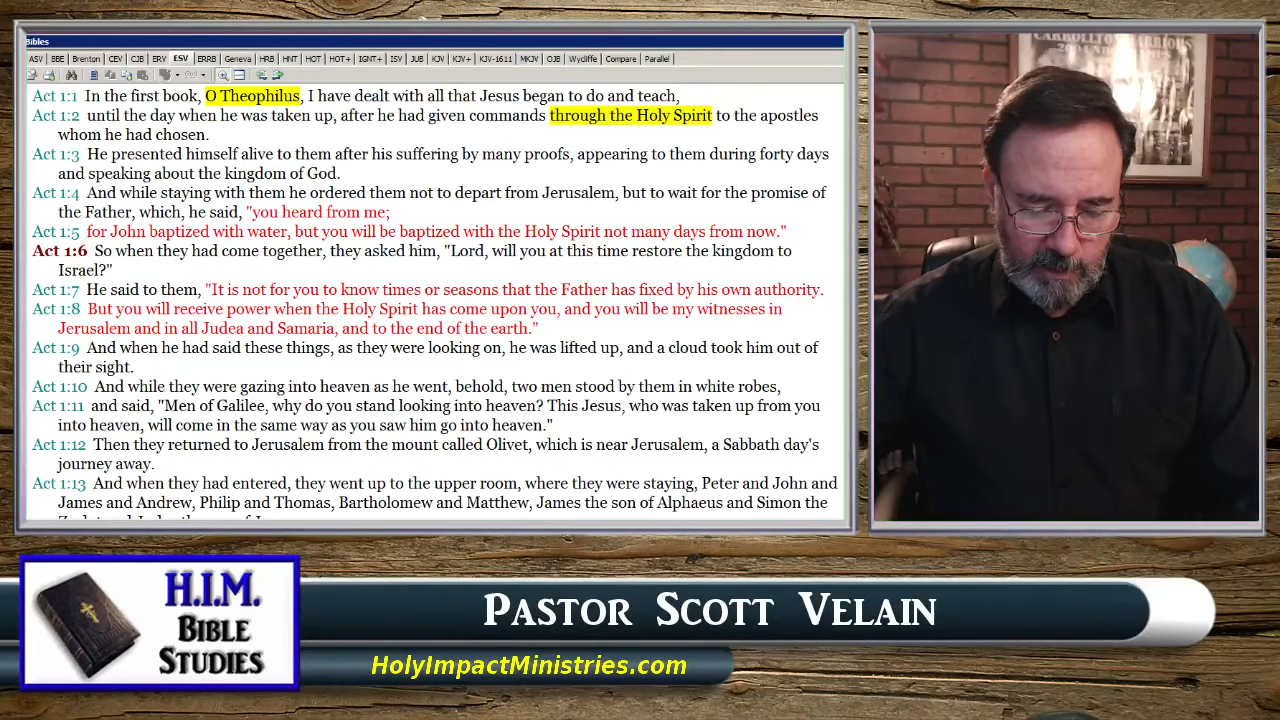 Bibles
ASV BBE Brenton CEV CJB ERV ESV ERRB Geneva HRB HNT HOT HOT+ IGNT+ ISV JUB KJV KJV+ KJV-1611 MKJV OJB Wycliffe Compare Parallel
Act 1:1 In the first book, O Theophilus, I have dealt with all that Jesus began to do and teach,
Act 1:2 until the day when he was taken up, after he had given commands through the Holy Spirit to the apostles
whom he had chosen.
Act 1:3 He presented himself alive to them after his suffering by many proofs, appearing to them during forty days
and speaking about the kingdom of God.
Act 1:4 And while staying with them he ordered them not to depart from Jerusalem, but to wait for the promise of
the Father, which, he said, "you heard from me;
Act 1:5 for John baptized with water, but you will be baptized with the Holy Spirit not many days from now."
Act 1:6 So when they had come together, they asked him, "Lord, will you at this time restore the kingdom to
Israel?"
Act 1:7 He said to them, "It is not for you to know times or seasons that the Father has fixed by his own authority.
Act 1:8 But you will receive power when the Holy Spirit has come upon you, and you will be my witnesses in
Jerusalem and in all Judea and Samaria, and to the end of the earth."
Act 1:9 And when he had said these things, as they were looking on, he was lifted up, and a cloud took him out of
their sight.
Act 1:10 And while they were gazing into heaven as he went, behold, two men stood by them in white robes,
Act 1:11 and said, "Men of Galilee, why do you stand looking into heaven? This Jesus, who was taken up from you
into heaven, will come in the same way as you saw him go into heaven."
Act 1:12 Then they returned to Jerusalem from the mount called Olivet, which is near Jerusalem, a Sabbath day's
journey away.
Act 1:13 And when they had entered, they went up to the upper room, where they were staying, Peter and John and
James and Andrew, Philip and Thomas, Bartholomew and Matthew, James the son of Alphaeus and Simon the
CARROLLTON WARRIORS
H.I.M.
BIBLE
STUDIES
PASTOR SCOTT VELAIN
HolyImpactMinistries.com